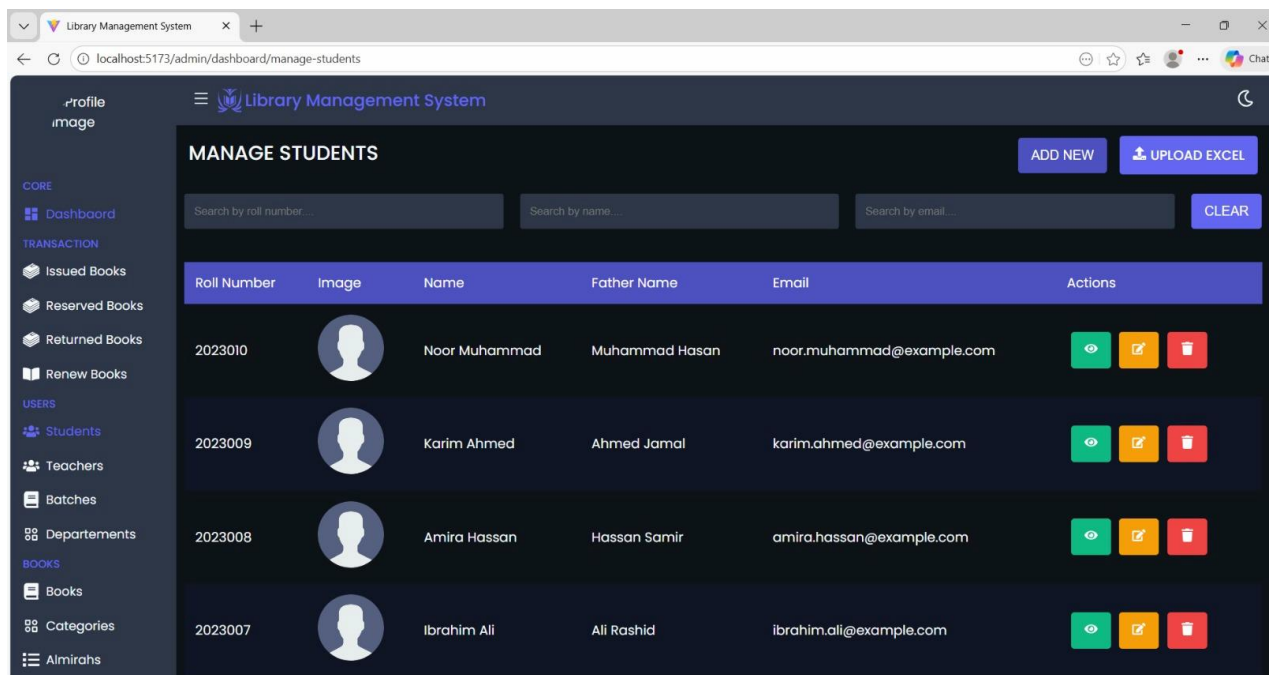 Library Management System
localhost:5173/admin/dashboard/manage-students
Chat
Profile
image
Library Management System
MANAGE STUDENTS
ADD NEW
UPLOAD EXCEL
CORE
Dashbaord
Search by roll number....
Search by name....
Search by email....
CLEAR
TRANSACTION
Issued Books
Reserved Books
Returned Books
Renew Books
USERS
Students
Teachers
Batches
Departements
BOOKS
Books
Categories
Almirahs
Roll Number Image Name Father Name Email Actions
2023010 Noor Muhammad Muhammad Hasan noor.muhammad@example.com
2023009 Karim Ahmed Ahmed Jamal karim.ahmed@example.com
2023008 Amira Hassan Hassan Samir amira.hassan@example.com
2023007 Ibrahim Ali Ali Rashid ibrahim.ali@example.com